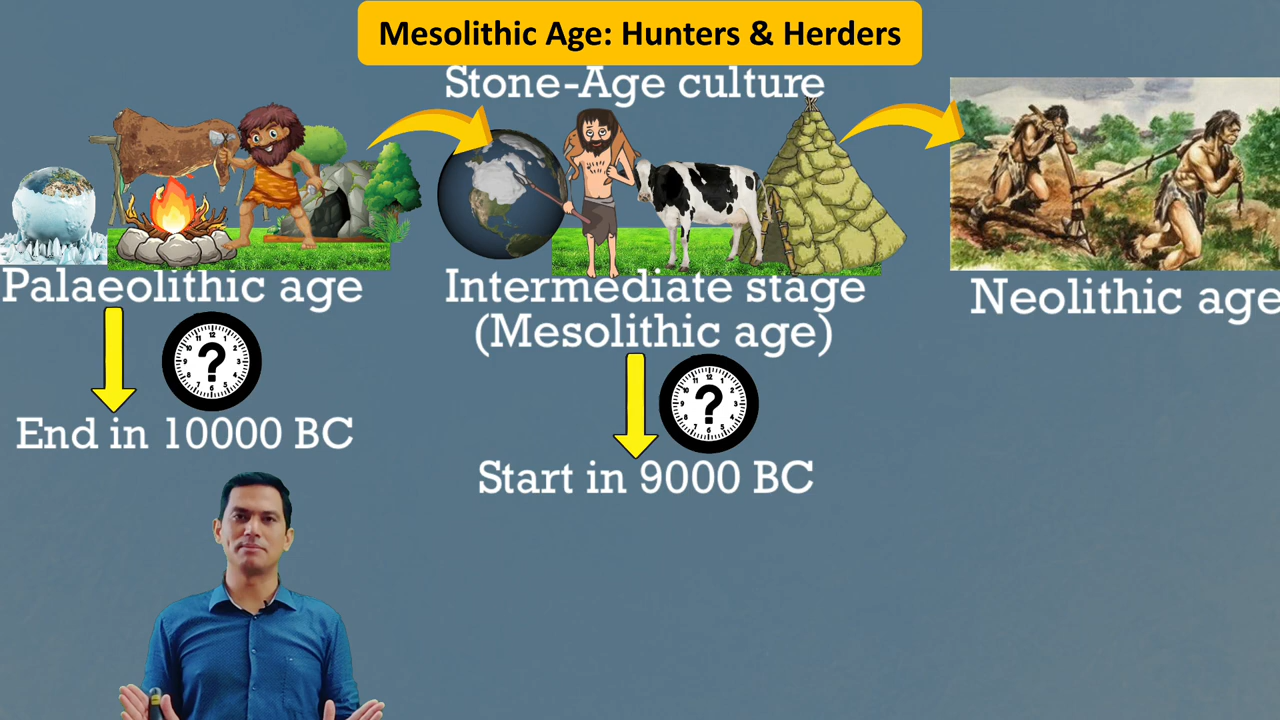 Mesolithic Age: Hunters & Herders
Stone-Age culture
Palaeolithic age
Intermediate stage
(Mesolithic age)
Neolithic age
?
?
End in 10000 BC
Start in 9000 BC